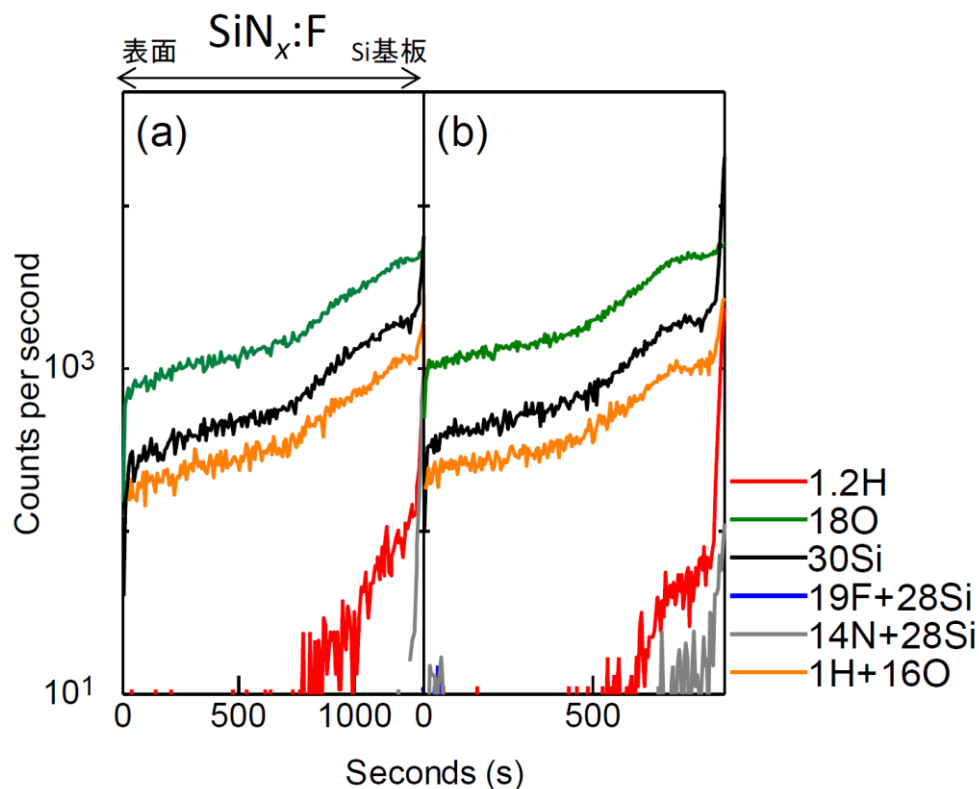 SiNx:F
表面 Si基板
(a) (b)
Counts per second
103
101
0 500 1000 0 500
Seconds (s)
1.2H
18O
30Si
19F+28Si
14N+28Si
1H+16O